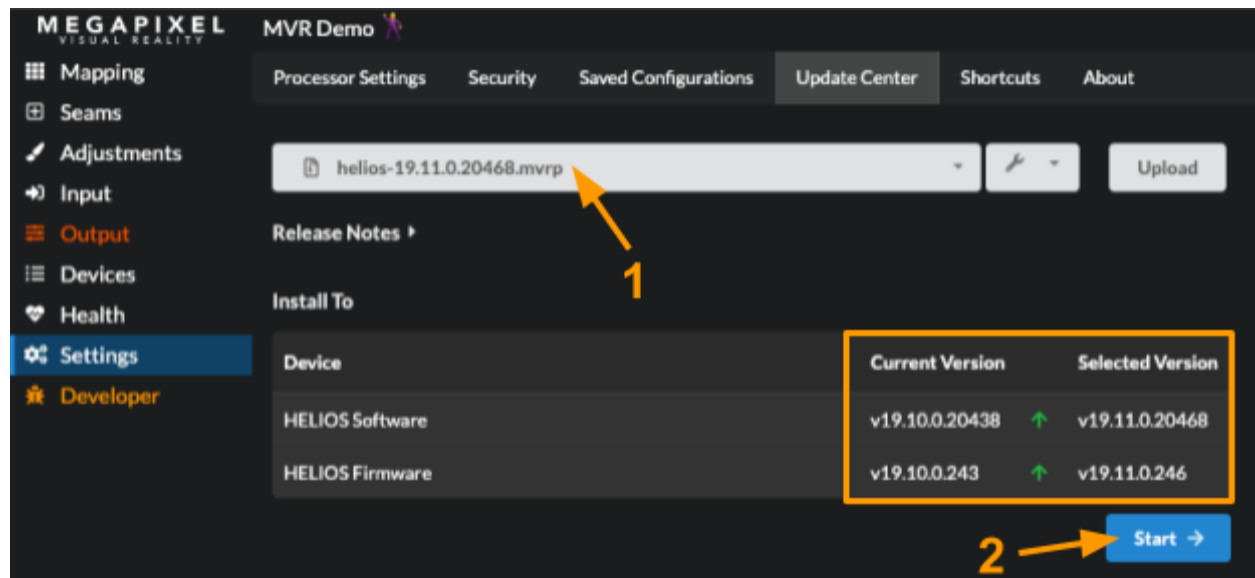 MEGAPIXEL
VISUAL REALITY
MVR Demo
Mapping
Seams
Adjustments
Input
Output
Devices
Health
Settings
Developer
Processor Settings
Security
Saved Configurations
Update Center
Shortcuts
About
helios-19.11.0.20468.mvrp
Upload
1
Release Notes
Install To
Device
Current Version
Selected Version
HELIOS Software
v19.10.0.20438
v19.11.0.20468
HELIOS Firmware
v19.10.0.243
v19.11.0.246
2
Start